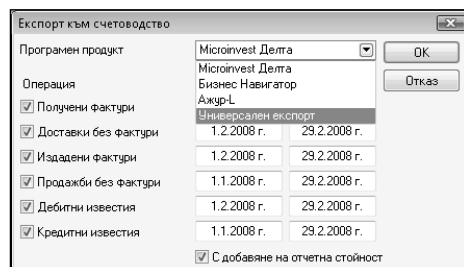 Експорт към счетоводство
Програмен продукт
Microinvest Делта
OK
Microinvest Делта
Бизнес Навигатор
Ажур-L
Универсален експорт
Отказ
Операция
Получени фактури
Доставки без фактури 1.2.2008 г. 29.2.2008 г.
Издадени фактури 1.2.2008 г. 29.2.2008 г.
Продажби без фактури 1.1.2008 г. 29.2.2008 г.
Дебитни известия 1.2.2008 г. 29.2.2008 г.
Кредитни известия 1.1.2008 г. 29.2.2008 г.
С добавяне на отчетна стойност